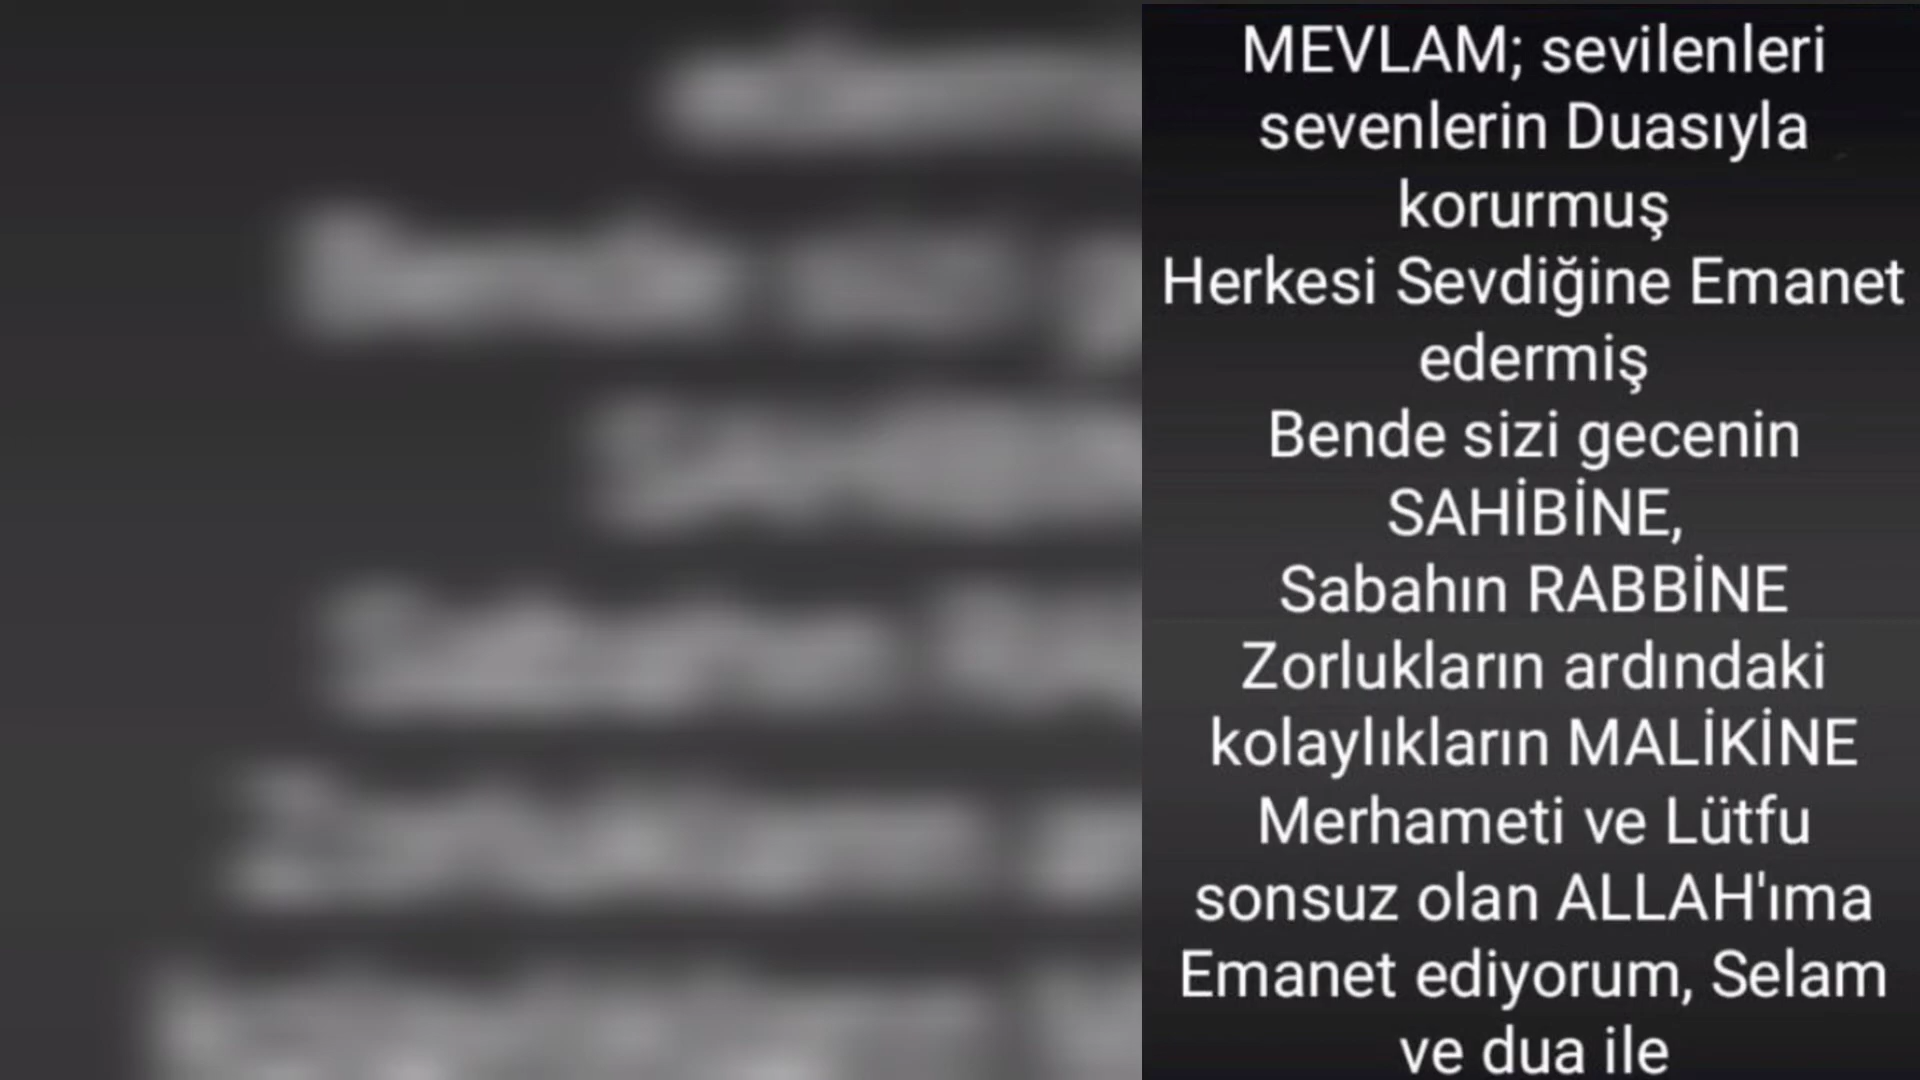 MEVLAM; sevilenleri
sevenlerin Duasıyla
korurmuş
Herkesi Sevdiğine Emanet
edermiş
Bende sizi gecenin
SAHİBİNE,
Sabahın RABBİNE
Zorlukların ardındaki
kolaylıkların MALİKİNE
Merhameti ve Lütfu
sonsuz olan ALLAH'ıma
Emanet ediyorum, Selam
ve dua ile